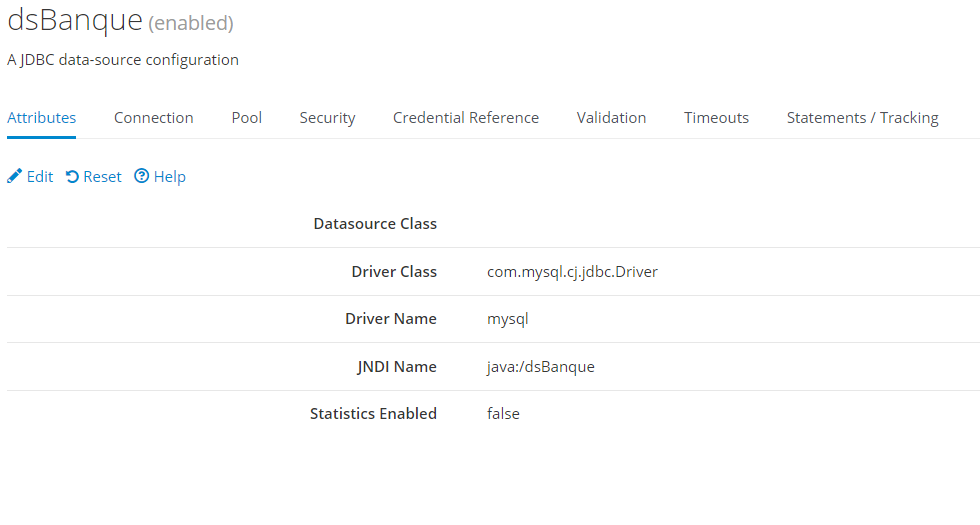 dsBanque (enabled)
A JDBC data-source configuration
Attributes Connection Pool Security Credential Reference Validation Timeouts Statements / Tracking
Edit Reset Help
Datasource Class
Driver Class com.mysql.cj.jdbc.Driver
Driver Name mysql
JNDI Name java:/dsBanque
Statistics Enabled false